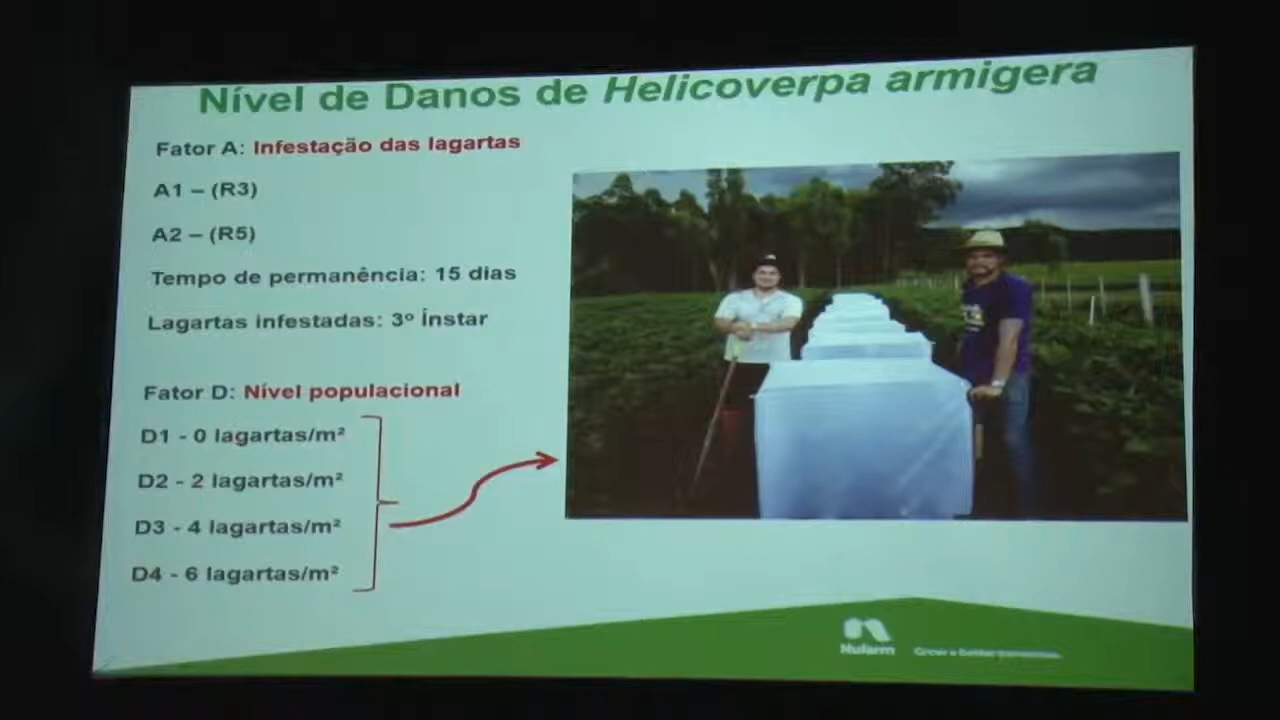 Nível de Danos de Helicoverpa armigera
Fator A: Infestação das lagartas
A1 – (R3)
A2 – (R5)
Tempo de permanência: 15 dias
Lagartas infestadas: 3º Ínstar
Fator D: Nível populacional
D1 - 0 lagartas/m²
D2 - 2 lagartas/m²
D3 - 4 lagartas/m²
D4 - 6 lagartas/m²
Nufarm
Grow a better